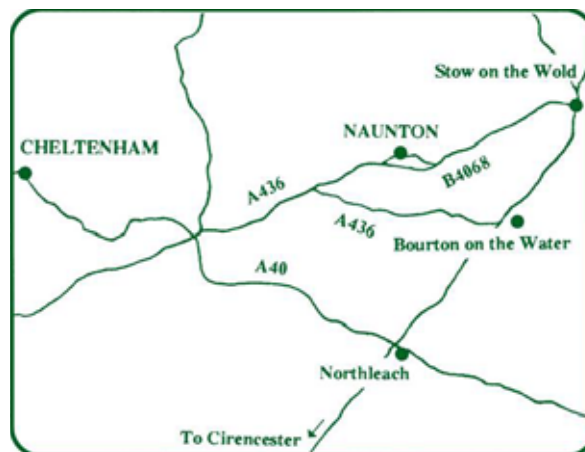 Stow on the Wold
NAUNTON
CHELTENHAM
B4068
A436
A436
Bourton on the Water
A40
Northleach
To Cirencester